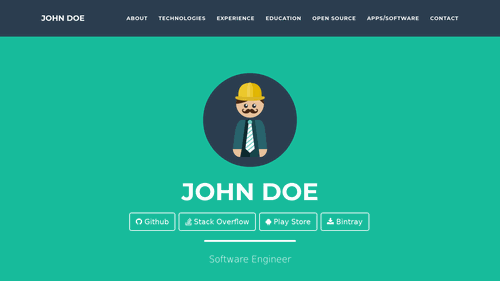 JOHN DOE ABOUT TECHNOLOGIES EXPERIENCE EDUCATION OPEN SOURCE APPS/SOFTWARE CONTACT
JOHN DOE
Github Stack Overflow Play Store Bintray
Software Engineer